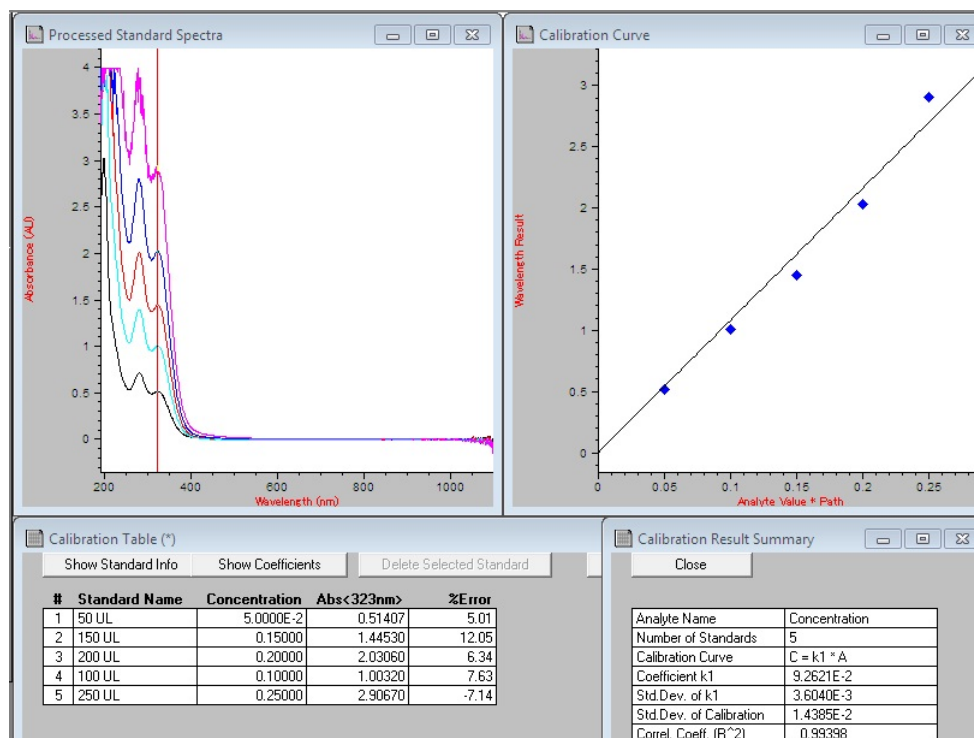 Processed Standard Spectra
4
3.5
3
2.5
2
1.5
1
0.5
0
Absorbance (AU)
200 400 600 800 1000
Wavelength (nm)
Calibration Curve
3
2.5
2
1.5
1
0.5
0
Wavelength Result
0 0.05 0.1 0.15 0.2 0.25
Analyte Value * Path
Calibration Table (*)
Show Standard Info Show Coefficients Delete Selected Standard
# Standard Name Concentration Abs<323nm> %Error
1 50 UL 5.0000E-2 0.51407 5.01
2 150 UL 0.15000 1.44530 12.05
3 200 UL 0.20000 2.03060 6.34
4 100 UL 0.10000 1.00320 7.63
5 250 UL 0.25000 2.90670 -7.14
Calibration Result Summary
Close
Analyte Name Concentration
Number of Standards 5
Calibration Curve C = k1 * A
Coefficient k1 9.2621E-2
Std.Dev. of k1 3.6040E-3
Std.Dev. of Calibration 1.4385E-2
Correl. Coeff. (R^2) 0.99398